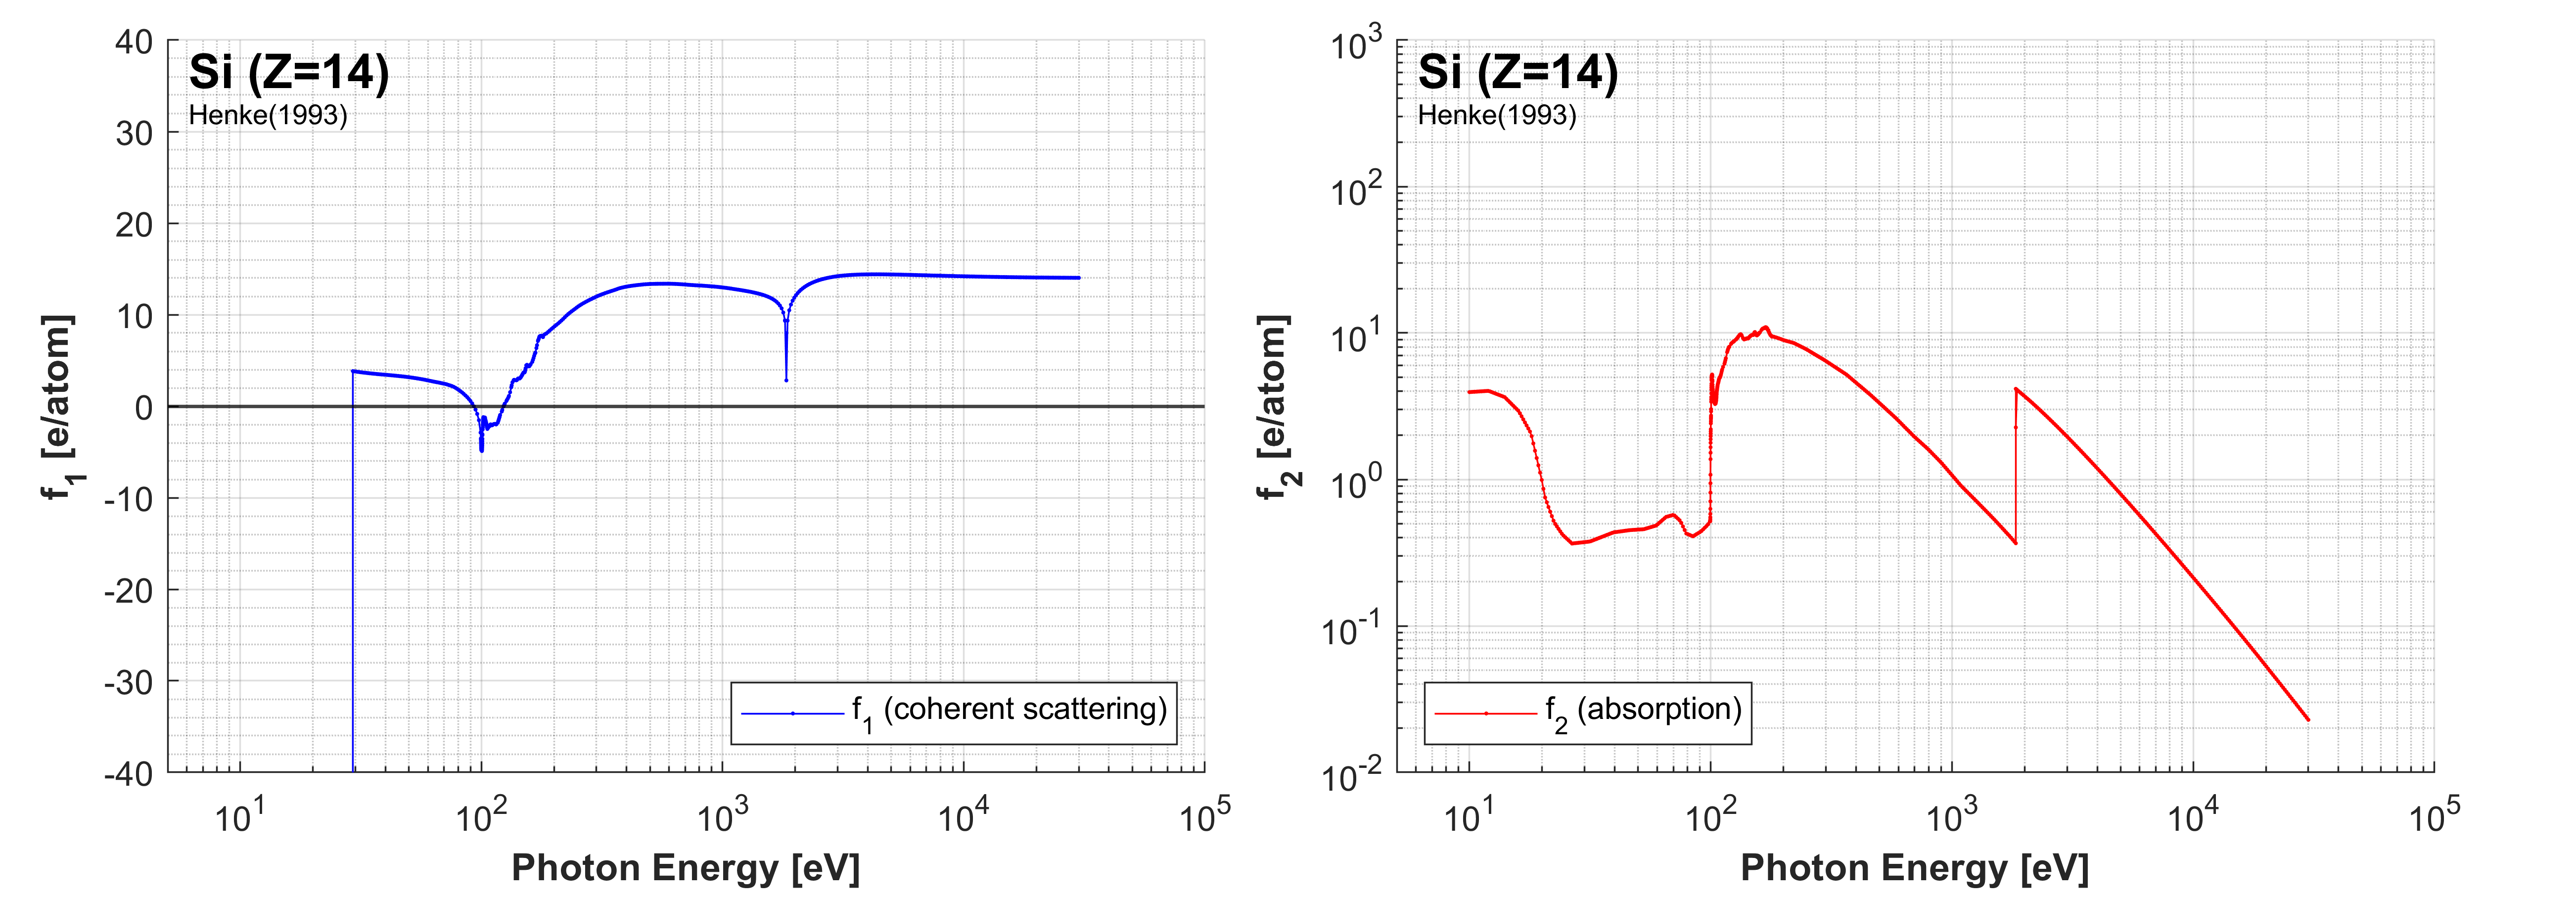 Si (Z=14)
Henke(1993)
40
30
20
10
0
-10
-20
-30
-40
f1 [e/atom]
f1 (coherent scattering)
10^1
10^2
10^3
10^4
10^5
Photon Energy [eV]
Si (Z=14)
Henke(1993)
10^3
10^2
10^1
10^0
10^-1
10^-2
f2 [e/atom]
f2 (absorption)
10^1
10^2
10^3
10^4
10^5
Photon Energy [eV]